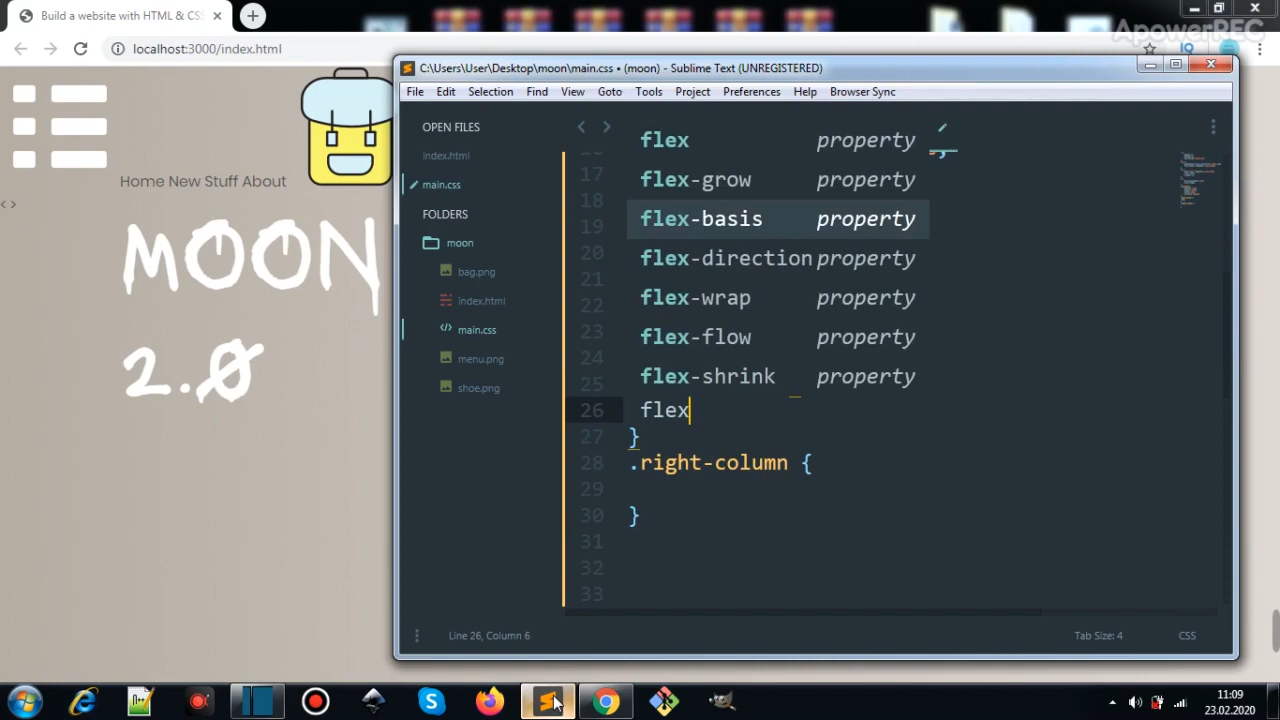 Build a website with HTML & CSS
ApowerREC
localhost:3000/index.html
Home New Stuff About
MOON
2.0
C:\Users\User\Desktop\moon\main.css • (moon) - Sublime Text (UNREGISTERED)
File Edit Selection Find View Goto Tools Project Preferences Help Browser Sync
OPEN FILES
index.html
main.css
FOLDERS
moon
bag.png
index.html
main.css
menu.png
shoe.png
flex property
flex-grow property
flex-basis property
flex-direction property
flex-wrap property
flex-flow property
flex-shrink property
17
18
19
20
21
22
23
24
25
26 flex
27 }
28 .right-column {
29
30 }
31
32
33
Line 26, Column 6
Tab Size: 4
CSS
11:09
23.02.2020